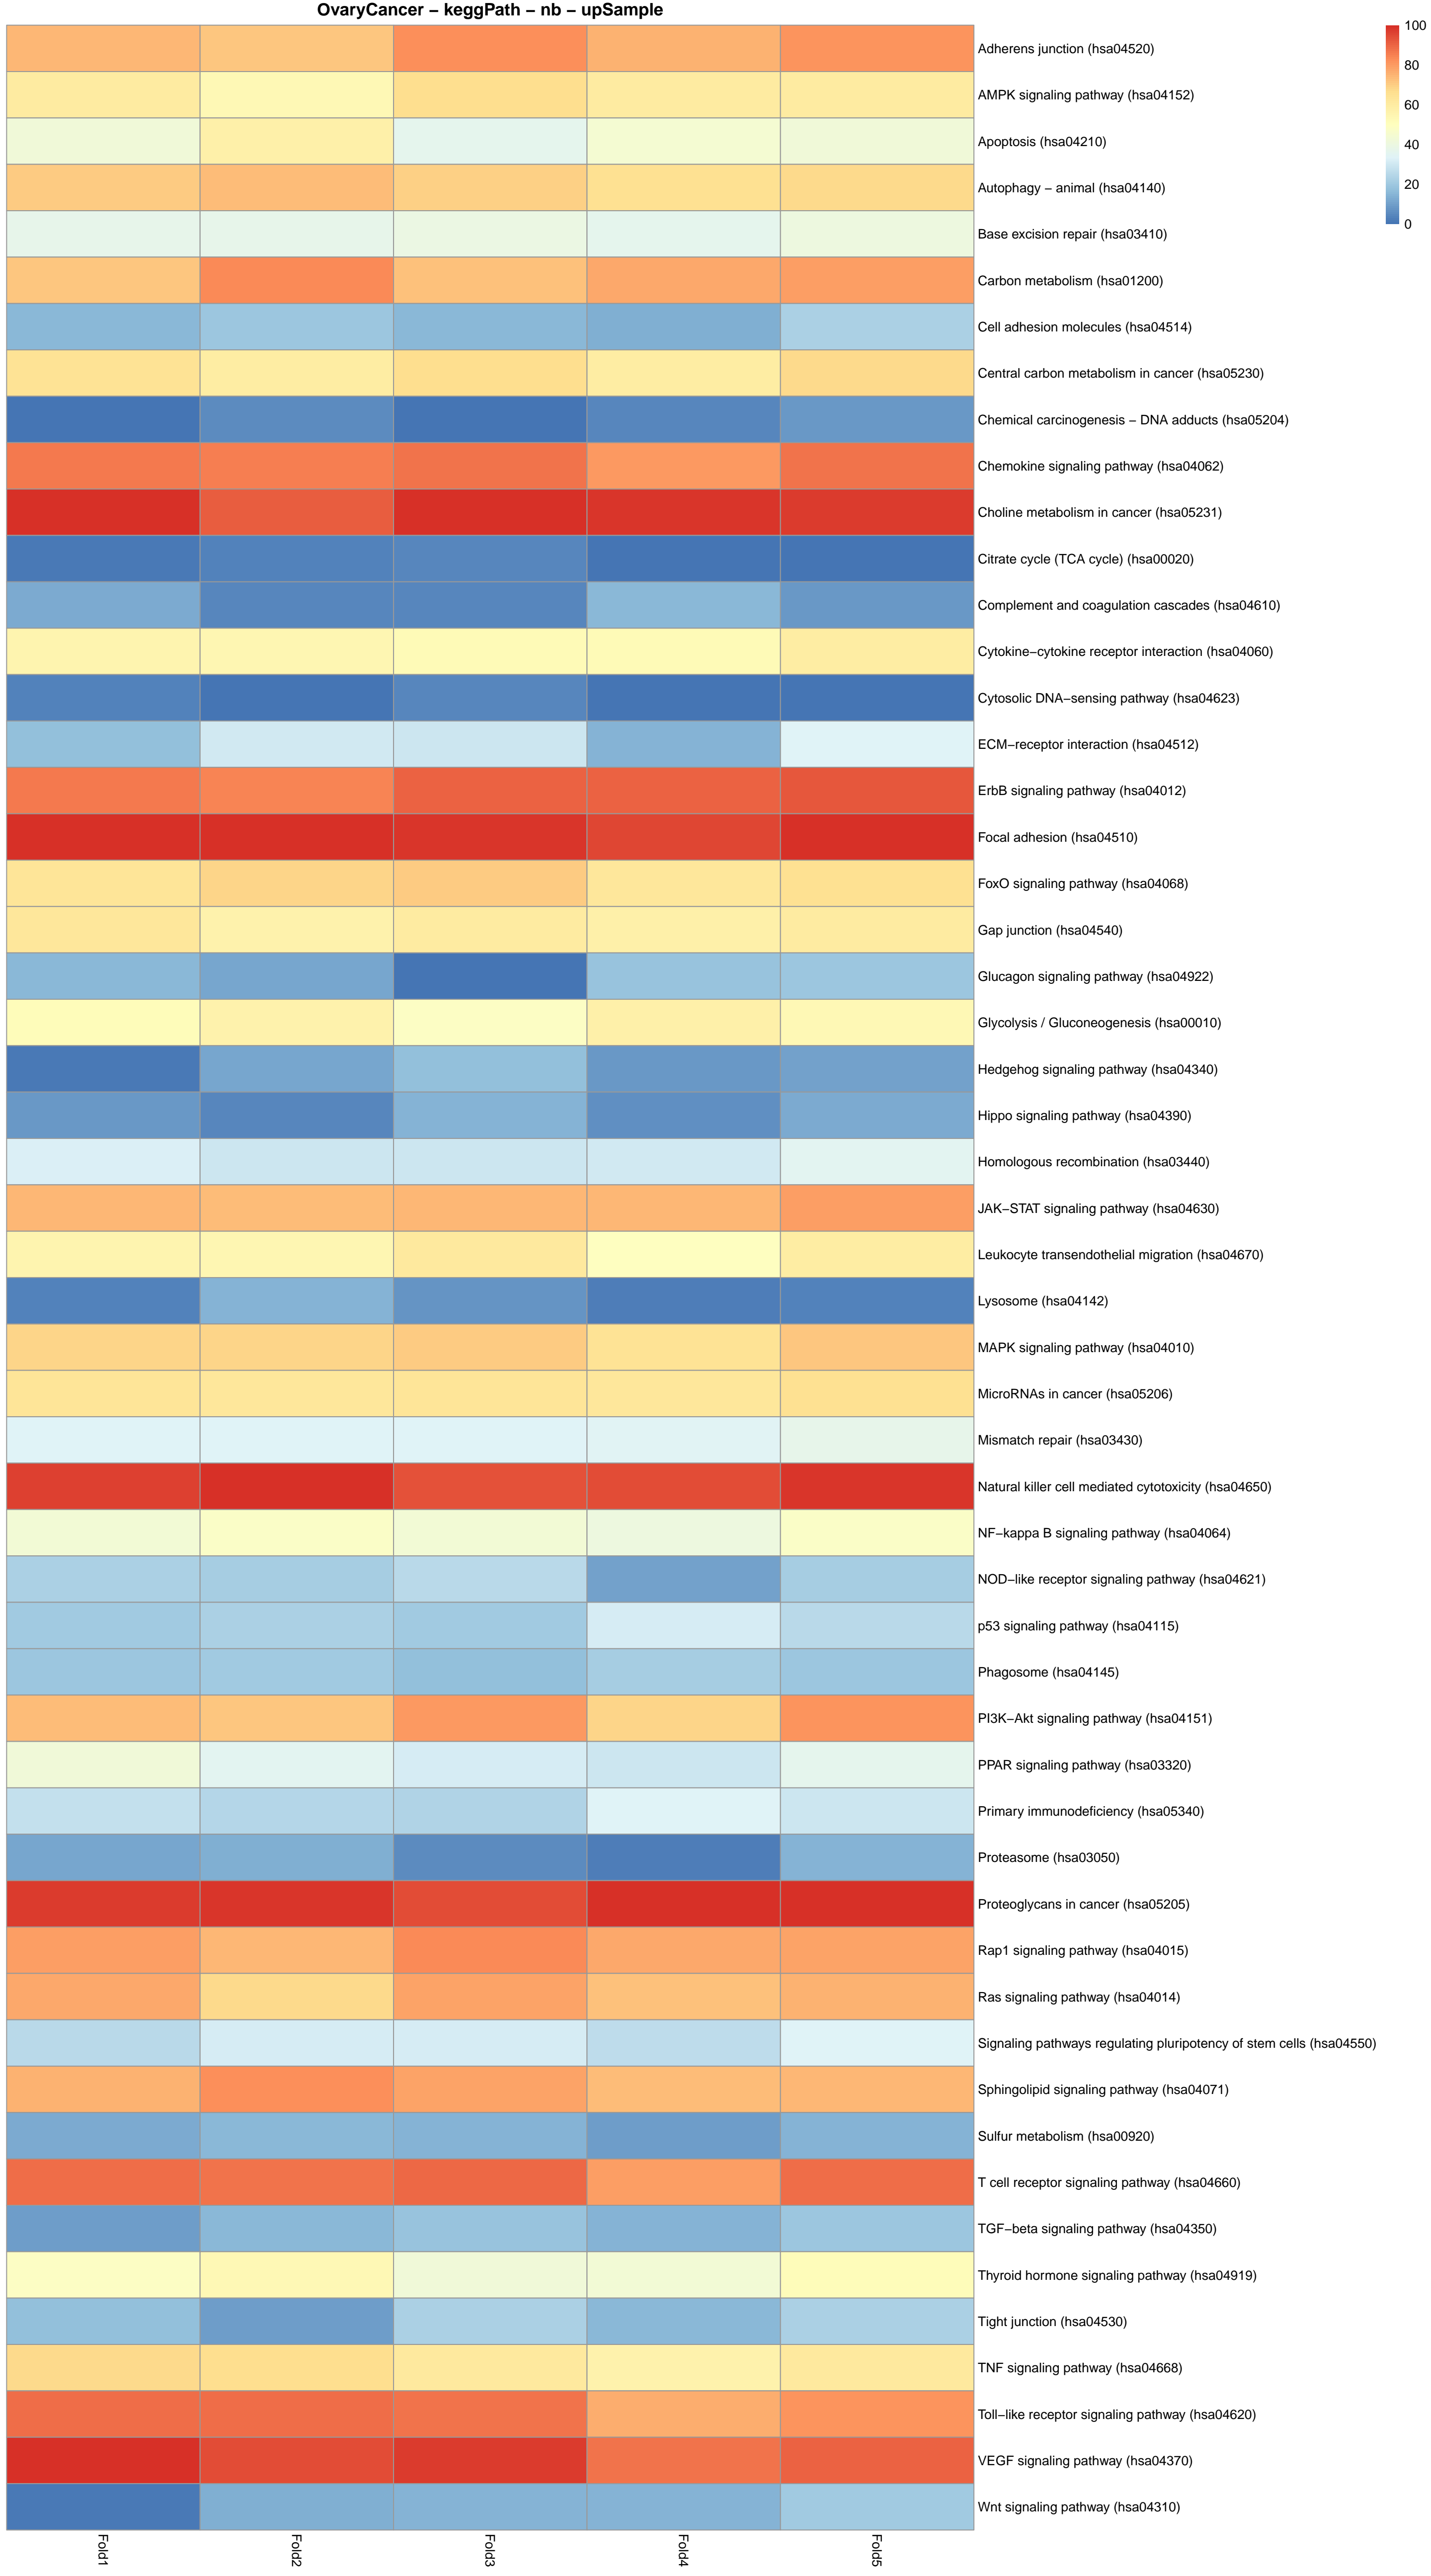 OvaryCancer – keggPath – nb – upSample
Adherens junction (hsa04520)
AMPK signaling pathway (hsa04152)
Apoptosis (hsa04210)
Autophagy – animal (hsa04140)
Base excision repair (hsa03410)
Carbon metabolism (hsa01200)
Cell adhesion molecules (hsa04514)
Central carbon metabolism in cancer (hsa05230)
Chemical carcinogenesis – DNA adducts (hsa05204)
Chemokine signaling pathway (hsa04062)
Choline metabolism in cancer (hsa05231)
Citrate cycle (TCA cycle) (hsa00020)
Complement and coagulation cascades (hsa04610)
Cytokine–cytokine receptor interaction (hsa04060)
Cytosolic DNA–sensing pathway (hsa04623)
ECM–receptor interaction (hsa04512)
ErbB signaling pathway (hsa04012)
Focal adhesion (hsa04510)
FoxO signaling pathway (hsa04068)
Gap junction (hsa04540)
Glucagon signaling pathway (hsa04922)
Glycolysis / Gluconeogenesis (hsa00010)
Hedgehog signaling pathway (hsa04340)
Hippo signaling pathway (hsa04390)
Homologous recombination (hsa03440)
JAK–STAT signaling pathway (hsa04630)
Leukocyte transendothelial migration (hsa04670)
Lysosome (hsa04142)
MAPK signaling pathway (hsa04010)
MicroRNAs in cancer (hsa05206)
Mismatch repair (hsa03430)
Natural killer cell mediated cytotoxicity (hsa04650)
NF–kappa B signaling pathway (hsa04064)
NOD–like receptor signaling pathway (hsa04621)
p53 signaling pathway (hsa04115)
Phagosome (hsa04145)
PI3K–Akt signaling pathway (hsa04151)
PPAR signaling pathway (hsa03320)
Primary immunodeficiency (hsa05340)
Proteasome (hsa03050)
Proteoglycans in cancer (hsa05205)
Rap1 signaling pathway (hsa04015)
Ras signaling pathway (hsa04014)
Signaling pathways regulating pluripotency of stem cells (hsa04550)
Sphingolipid signaling pathway (hsa04071)
Sulfur metabolism (hsa00920)
T cell receptor signaling pathway (hsa04660)
TGF–beta signaling pathway (hsa04350)
Thyroid hormone signaling pathway (hsa04919)
Tight junction (hsa04530)
TNF signaling pathway (hsa04668)
Toll–like receptor signaling pathway (hsa04620)
VEGF signaling pathway (hsa04370)
Wnt signaling pathway (hsa04310)
Fold1
Fold2
Fold3
Fold4
Fold5
100
80
60
40
20
0